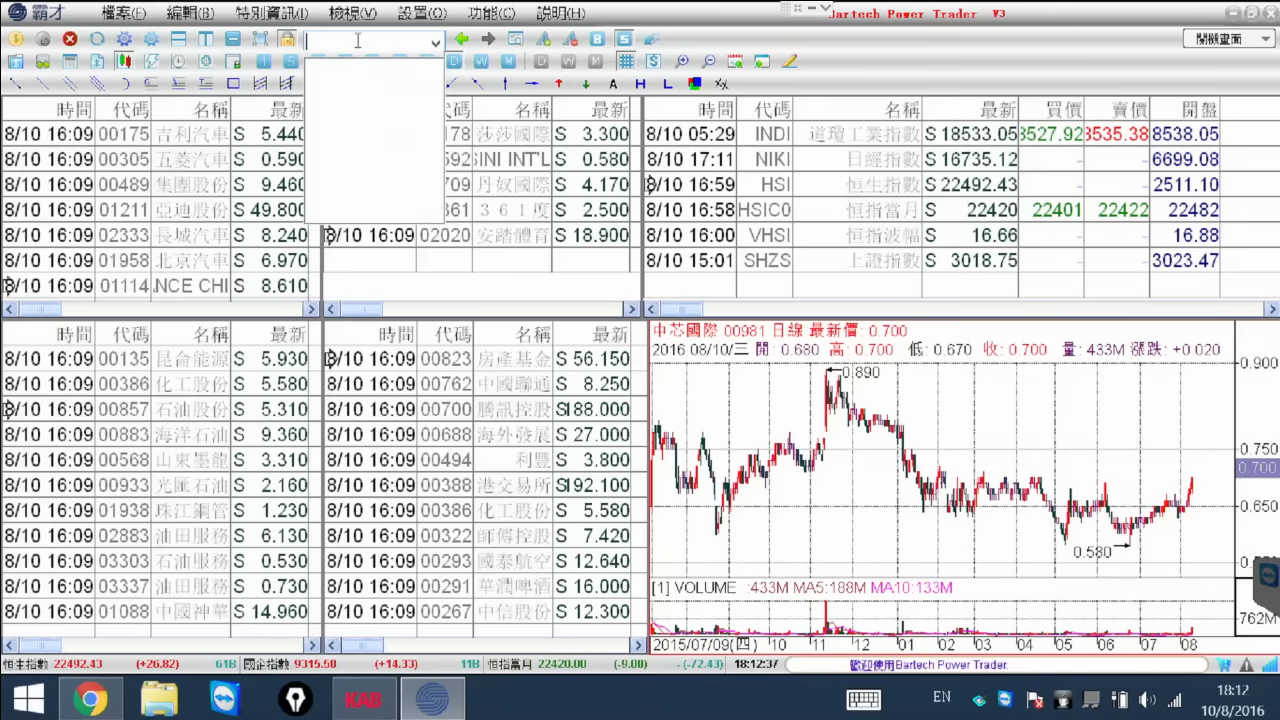 霸才 檔案(F) 編輯(B) 特別資訊(I) 檢視(V) 設置(O) 功能(C) 說明(H) Bartech Power Trader V3
開機畫面
時間 代碼 名稱 最新
8/10 16:09 00175 吉利汽車 S 5.440
8/10 16:09 00305 五菱汽車 S 0.590
8/10 16:09 00489 集團股份 S 9.460
8/10 16:09 01211 亞迪股份 S 49.800
8/10 16:09 02333 長城汽車 S 8.240
8/10 16:09 01958 北京汽車 S 6.970
8/10 16:09 01114 .NCE CHI S 8.610
代碼 名稱 最新
178 莎莎國際 S 3.300
592 SINI INT'L S 0.580
709 丹奴國際 S 4.170
361 ３６１度 S 2.500
8/10 16:09 02020 安踏體育 S 18.900
時間 代碼 名稱 最新 買價 賣價 開盤
8/10 05:29 INDI 道瓊工業指數 S 18533.05 3527.92 3535.38 8538.05
8/10 17:11 NIKI 日經指數 S 16735.12 - - 6699.08
8/10 16:59 HSI 恒生指數 S 22492.43 - - 2511.10
8/10 16:58 HSIC0 恒指當月 S 22420 22401 22422 22482
8/10 16:00 VHSI 恒指波幅 S 16.66 - - 16.88
8/10 15:01 SHZS 上證指數 S 3018.75 - - 3023.47
時間 代碼 名稱 最新
8/10 16:09 00135 昆侖能源 S 5.930
8/10 16:09 00386 化工股份 S 5.580
8/10 16:09 00857 石油股份 S 5.310
8/10 16:09 00883 海洋石油 S 9.360
8/10 16:09 00568 山東墨龍 S 3.310
8/10 16:09 00933 光匯石油 S 2.160
8/10 16:09 01938 珠江鋼管 S 1.230
8/10 16:09 02883 油田服務 S 6.130
8/10 16:09 03303 石油服務 S 0.530
8/10 16:09 03337 油田服務 S 0.730
8/10 16:09 01088 中國神華 S 14.960
時間 代碼 名稱 最新
8/10 16:09 00823 房產基金 S 56.150
8/10 16:09 00762 中國聯通 S 8.250
8/10 16:09 00700 騰訊控股 S 188.000
8/10 16:09 00688 海外發展 S 27.000
8/10 16:09 00494 利豐 S 3.800
8/10 16:09 00388 港交易所 S 192.100
8/10 16:09 00386 化工股份 S 5.580
8/10 16:09 00322 師傅控股 S 7.420
8/10 16:09 00293 國泰航空 S 12.640
8/10 16:09 00291 華潤啤酒 S 16.000
8/10 16:09 00267 中信股份 S 12.300
中芯國際 00981 日線 最新價: 0.700
2016 08/10/三 開: 0.680 高: 0.700 低: 0.670 收: 0.700 量: 433M 漲跌: +0.020
0.900
0.890
0.750
0.700
0.650
0.580
[1] VOLUME :433M MA5:188M MA10:133M
762M
2015/07/09(四) 10 11 12 01 02 03 04 05 06 07 08
恒生指數 22492.43 (+26.82) 61B 國企指數 9315.50 (+14.33) 11B 恒指當月 22420.00 (-9.00) -(-72.43) 18:12:37 歡迎使用Bartech Power Trader.
KAB EN 18:12
10/8/2016